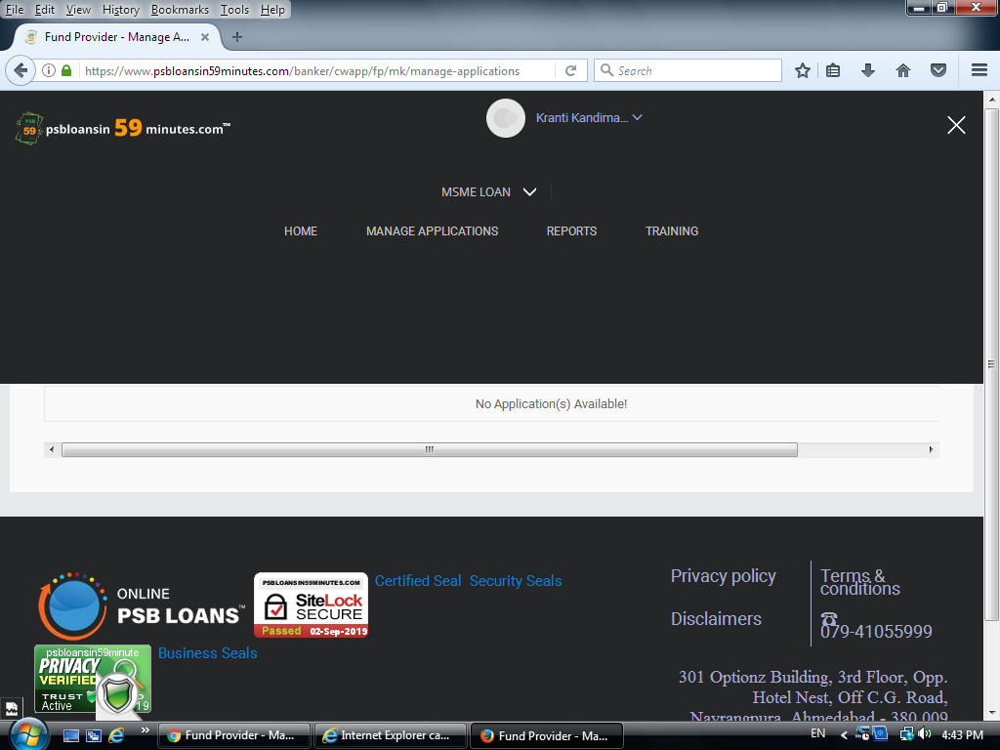 File Edit View History Bookmarks Tools Help
Fund Provider - Manage A...
https://www.psbloansin59minutes.com/banker/cwapp/fp/mk/manage-applications
Search
PSB
59
psbloansin 59 minutes.com™
Kranti Kandima...
MSME LOAN
HOME MANAGE APPLICATIONS REPORTS TRAINING
No Application(s) Available!
ONLINE
PSB LOANS™
PSBLOANSIN59MINUTES.COM
SiteLock
SECURE
Passed 02-Sep-2019
Certified Seal Security Seals
psbloansin59minute
PRIVACY
VERIFIED
TRUST
Active 19
Business Seals
Privacy policy
Terms &
conditions
Disclaimers
079-41055999
301 Optionz Building, 3rd Floor, Opp.
Hotel Nest, Off C.G. Road,
Navrangpura, Ahmedabad - 380 009
Fund Provider - Ma...
Internet Explorer ca...
Fund Provider - Ma...
EN
4:43 PM